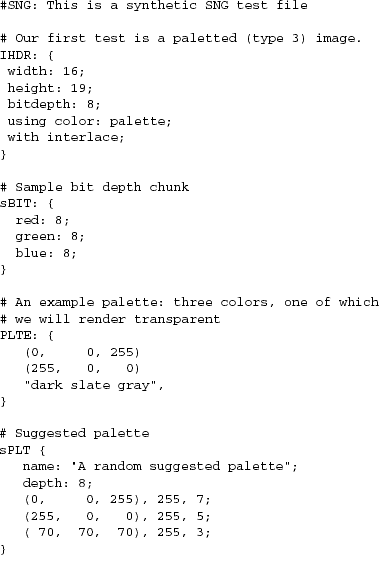 #SNG: This is a synthetic SNG test file
# Our first test is a paletted (type 3) image.
IHDR: {
width: 16;
height: 19;
bitdepth: 8;
using color: palette;
with interlace;
}
# Sample bit depth chunk
sBIT: {
red: 8;
green: 8;
blue: 8;
}
# An example palette: three colors, one of which
# we will render transparent
PLTE: {
(0, 0, 255)
(255, 0, 0)
"dark slate gray",
}
# Suggested palette
sPLT {
name: "A random suggested palette";
depth: 8;
(0, 0, 255), 255, 7;
(255, 0, 0), 255, 5;
( 70, 70, 70), 255, 3;
}